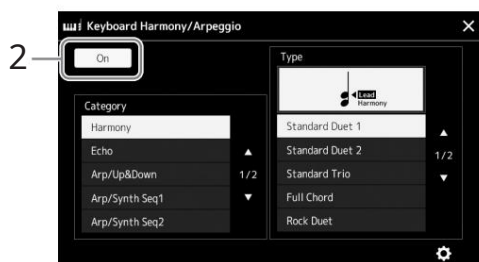 Keyboard Harmony/Arpeggio
2
On
Category
Harmony
Echo
Arp/Up&Down
Arp/Synth Seq1
Arp/Synth Seq2
1/2
Type
Lead
Harmony
Standard Duet 1
Standard Duet 2
Standard Trio
Full Chord
Rock Duet
1/2